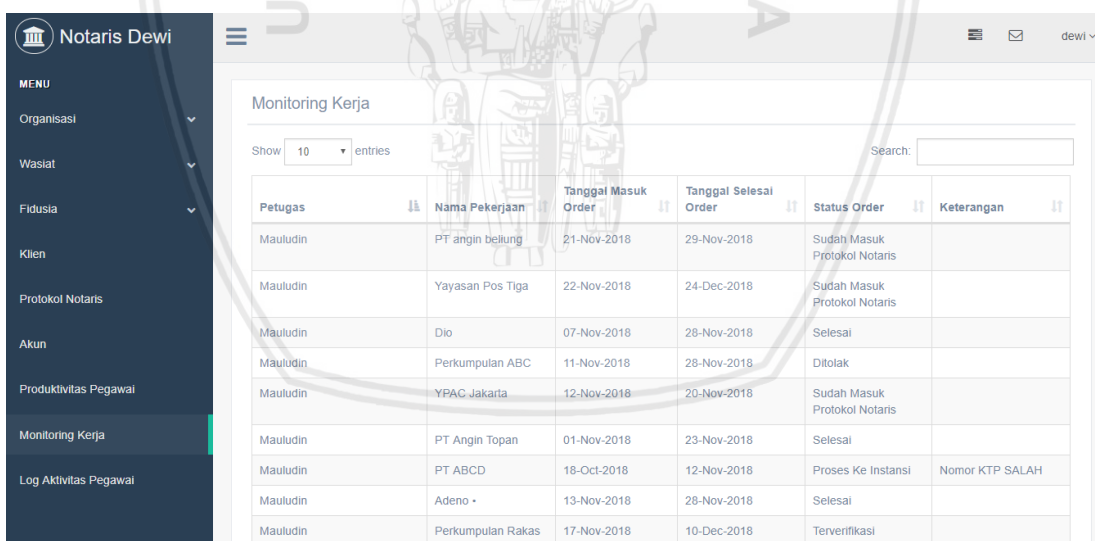 Notaris Dewi
dewi
MENU
Organisasi
Wasiat
Fidusia
Klien
Protokol Notaris
Akun
Produktivitas Pegawai
Monitoring Kerja
Log Aktivitas Pegawai
Monitoring Kerja
Show 10 entries
Search:
Petugas Nama Pekerjaan Tanggal Masuk Order Tanggal Selesai Order Status Order Keterangan
Mauludin PT angin beliung 21-Nov-2018 29-Nov-2018 Sudah Masuk Protokol Notaris
Mauludin Yayasan Pos Tiga 22-Nov-2018 24-Dec-2018 Sudah Masuk Protokol Notaris
Mauludin Dio 07-Nov-2018 28-Nov-2018 Selesai
Mauludin Perkumpulan ABC 11-Nov-2018 28-Nov-2018 Ditolak
Mauludin YPAC Jakarta 12-Nov-2018 20-Nov-2018 Sudah Masuk Protokol Notaris
Mauludin PT Angin Topan 01-Nov-2018 23-Nov-2018 Selesai
Mauludin PT ABCD 18-Oct-2018 12-Nov-2018 Proses Ke Instansi Nomor KTP SALAH
Mauludin Adeno • 13-Nov-2018 28-Nov-2018 Selesai
Mauludin Perkumpulan Rakas 17-Nov-2018 10-Dec-2018 Terverifikasi